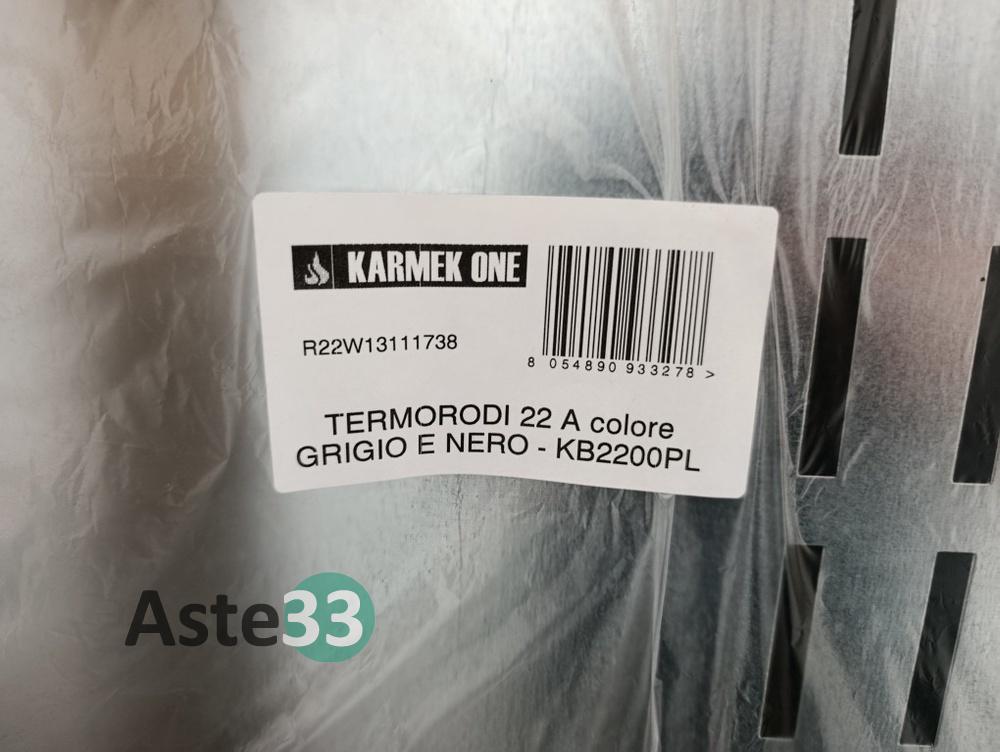 KARMEK ONE
R22W13111738
8 054890 933278 >
TERMORODI 22 A colore
GRIGIO E NERO - KB2200PL
Aste33